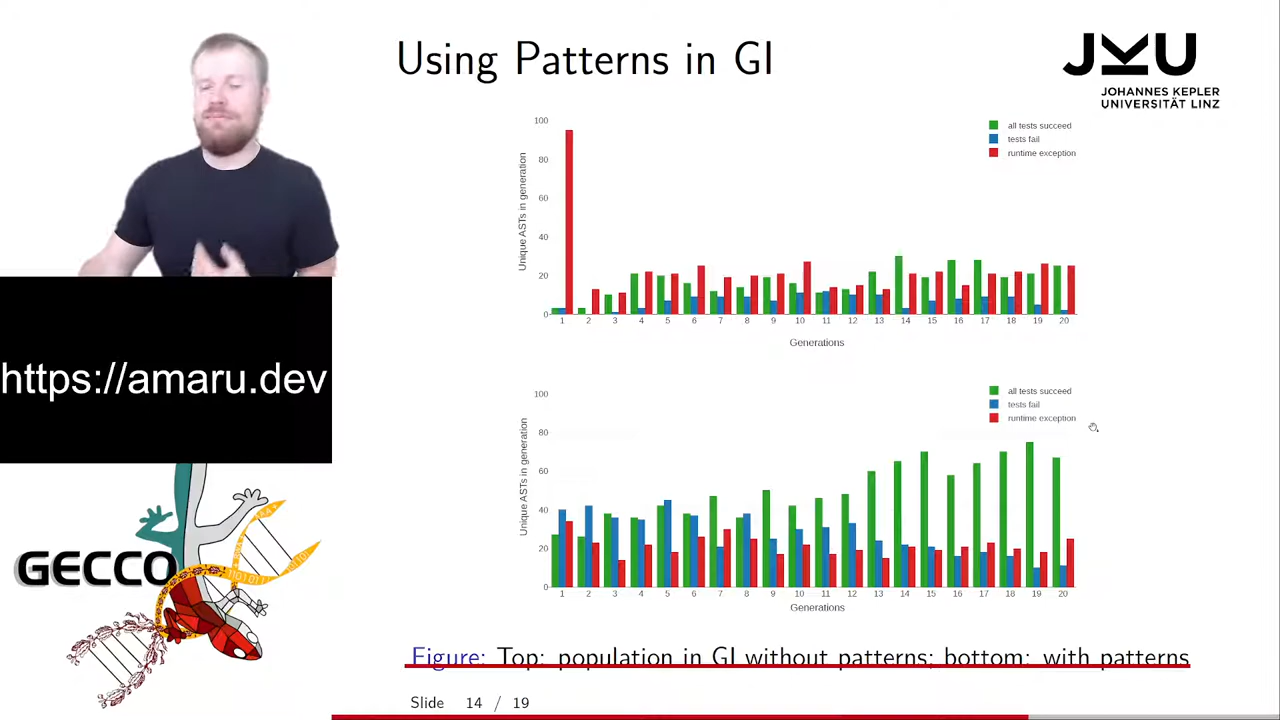 Using Patterns in GI
JKU
JOHANNES KEPLER
UNIVERSITÄT LINZ
100
80
60
40
20
0
Unique ASTs in generation
all tests succeed
tests fail
runtime exception
1 2 3 4 5 6 7 8 9 10 11 12 13 14 15 16 17 18 19 20
Generations
https://amaru.dev
100
80
60
40
20
0
Unique ASTs in generation
all tests succeed
tests fail
runtime exception
1 2 3 4 5 6 7 8 9 10 11 12 13 14 15 16 17 18 19 20
Generations
GECCO
Figure: Top: population in GI without patterns; bottom: with patterns
Slide 14 / 19